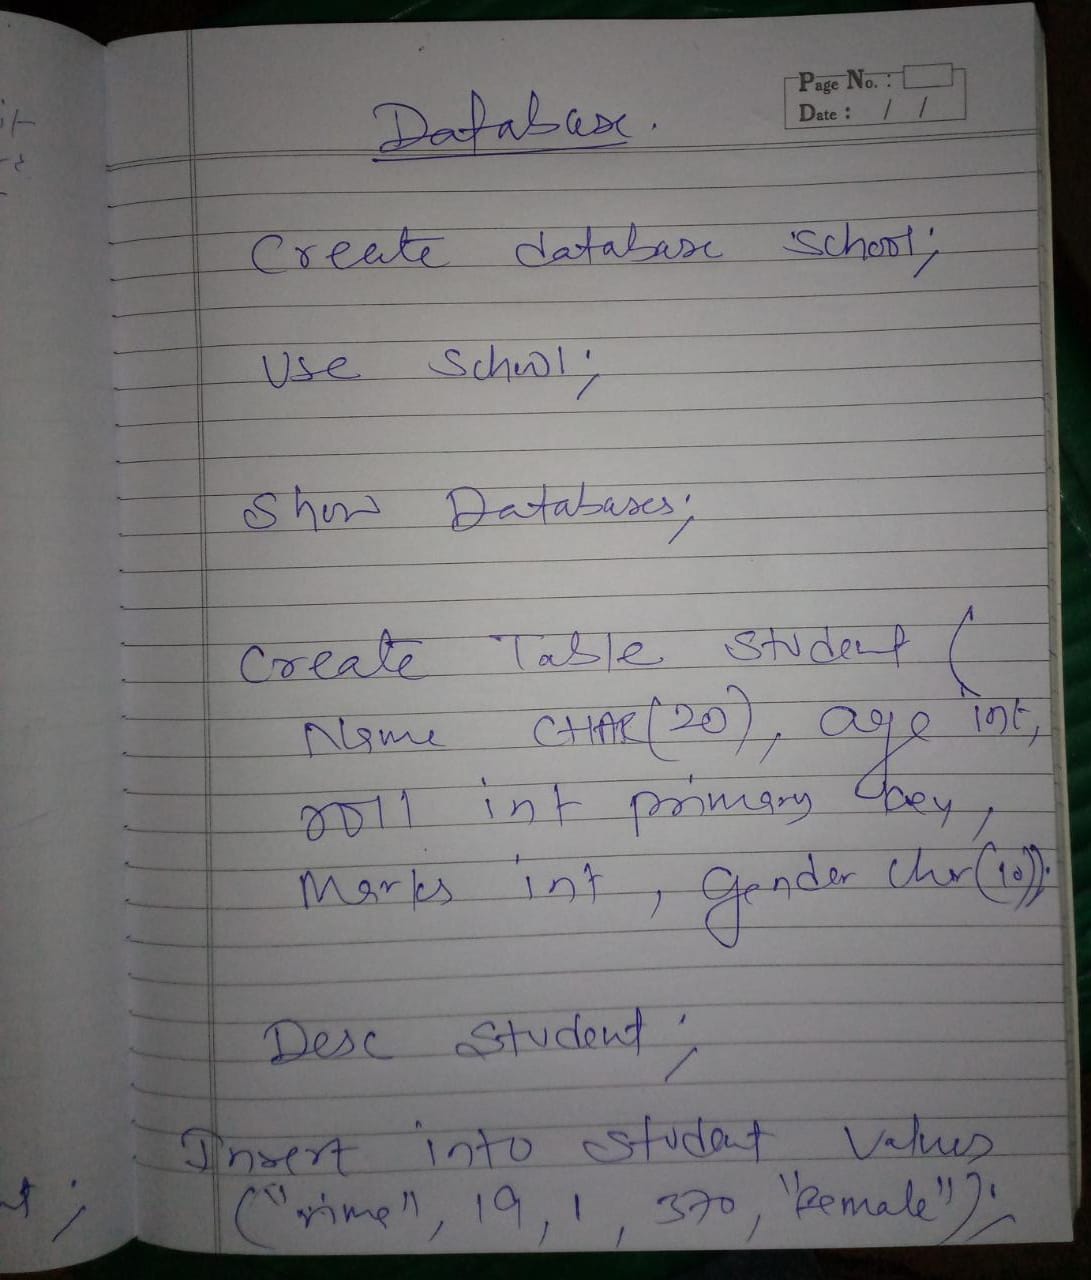 Page No. :
Date : / /
Database.
Create database school;
Use School;
Show Databases;
Create Table student (
Name CHAR(20), age int,
roll int primary key,
Marks int, gender Char(10));
Desc Student;
Insert into student values
("rime", 19, 1, 370, "Female");